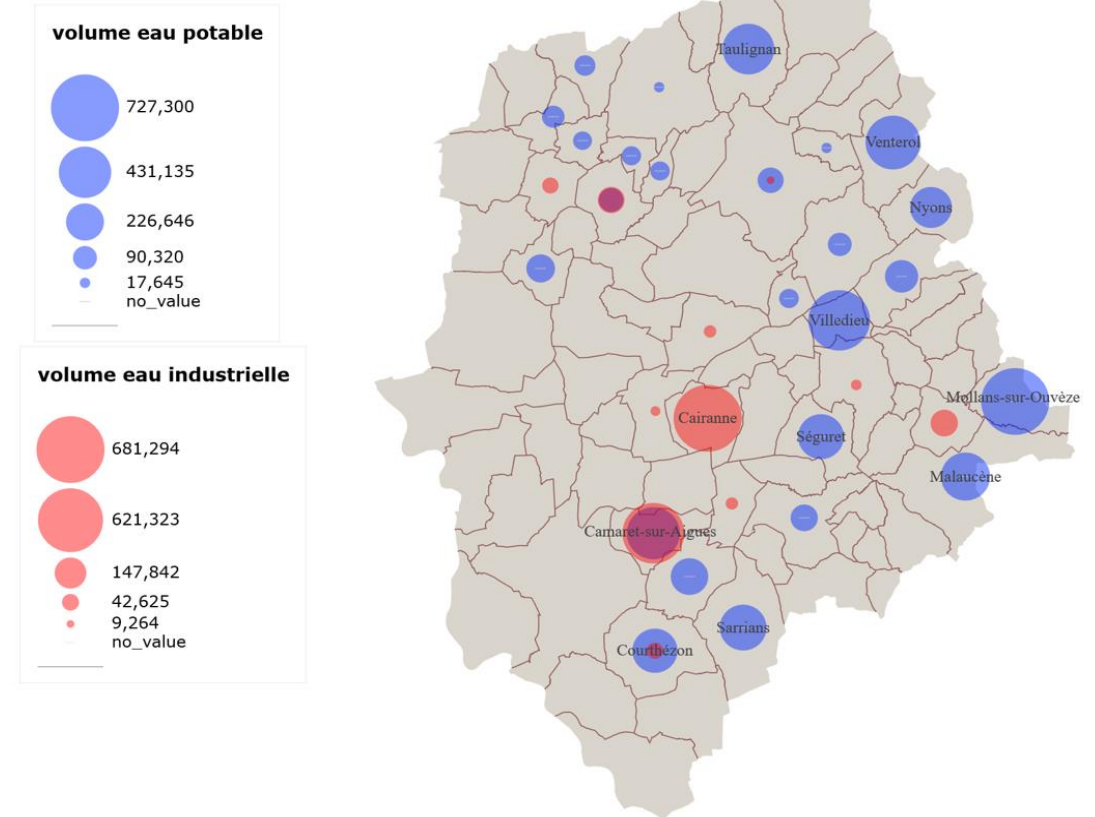 volume eau potable
727,300
431,135
226,646
90,320
17,645
no_value
volume eau industrielle
681,294
621,323
147,842
42,625
9,264
no_value
Taulignan
Venterol
Nyons
Villedieu
Mollans-sur-Ouvèze
Cairanne
Séguret
Malaucène
Camaret-sur-Aigues
Sarrians
Courthézon